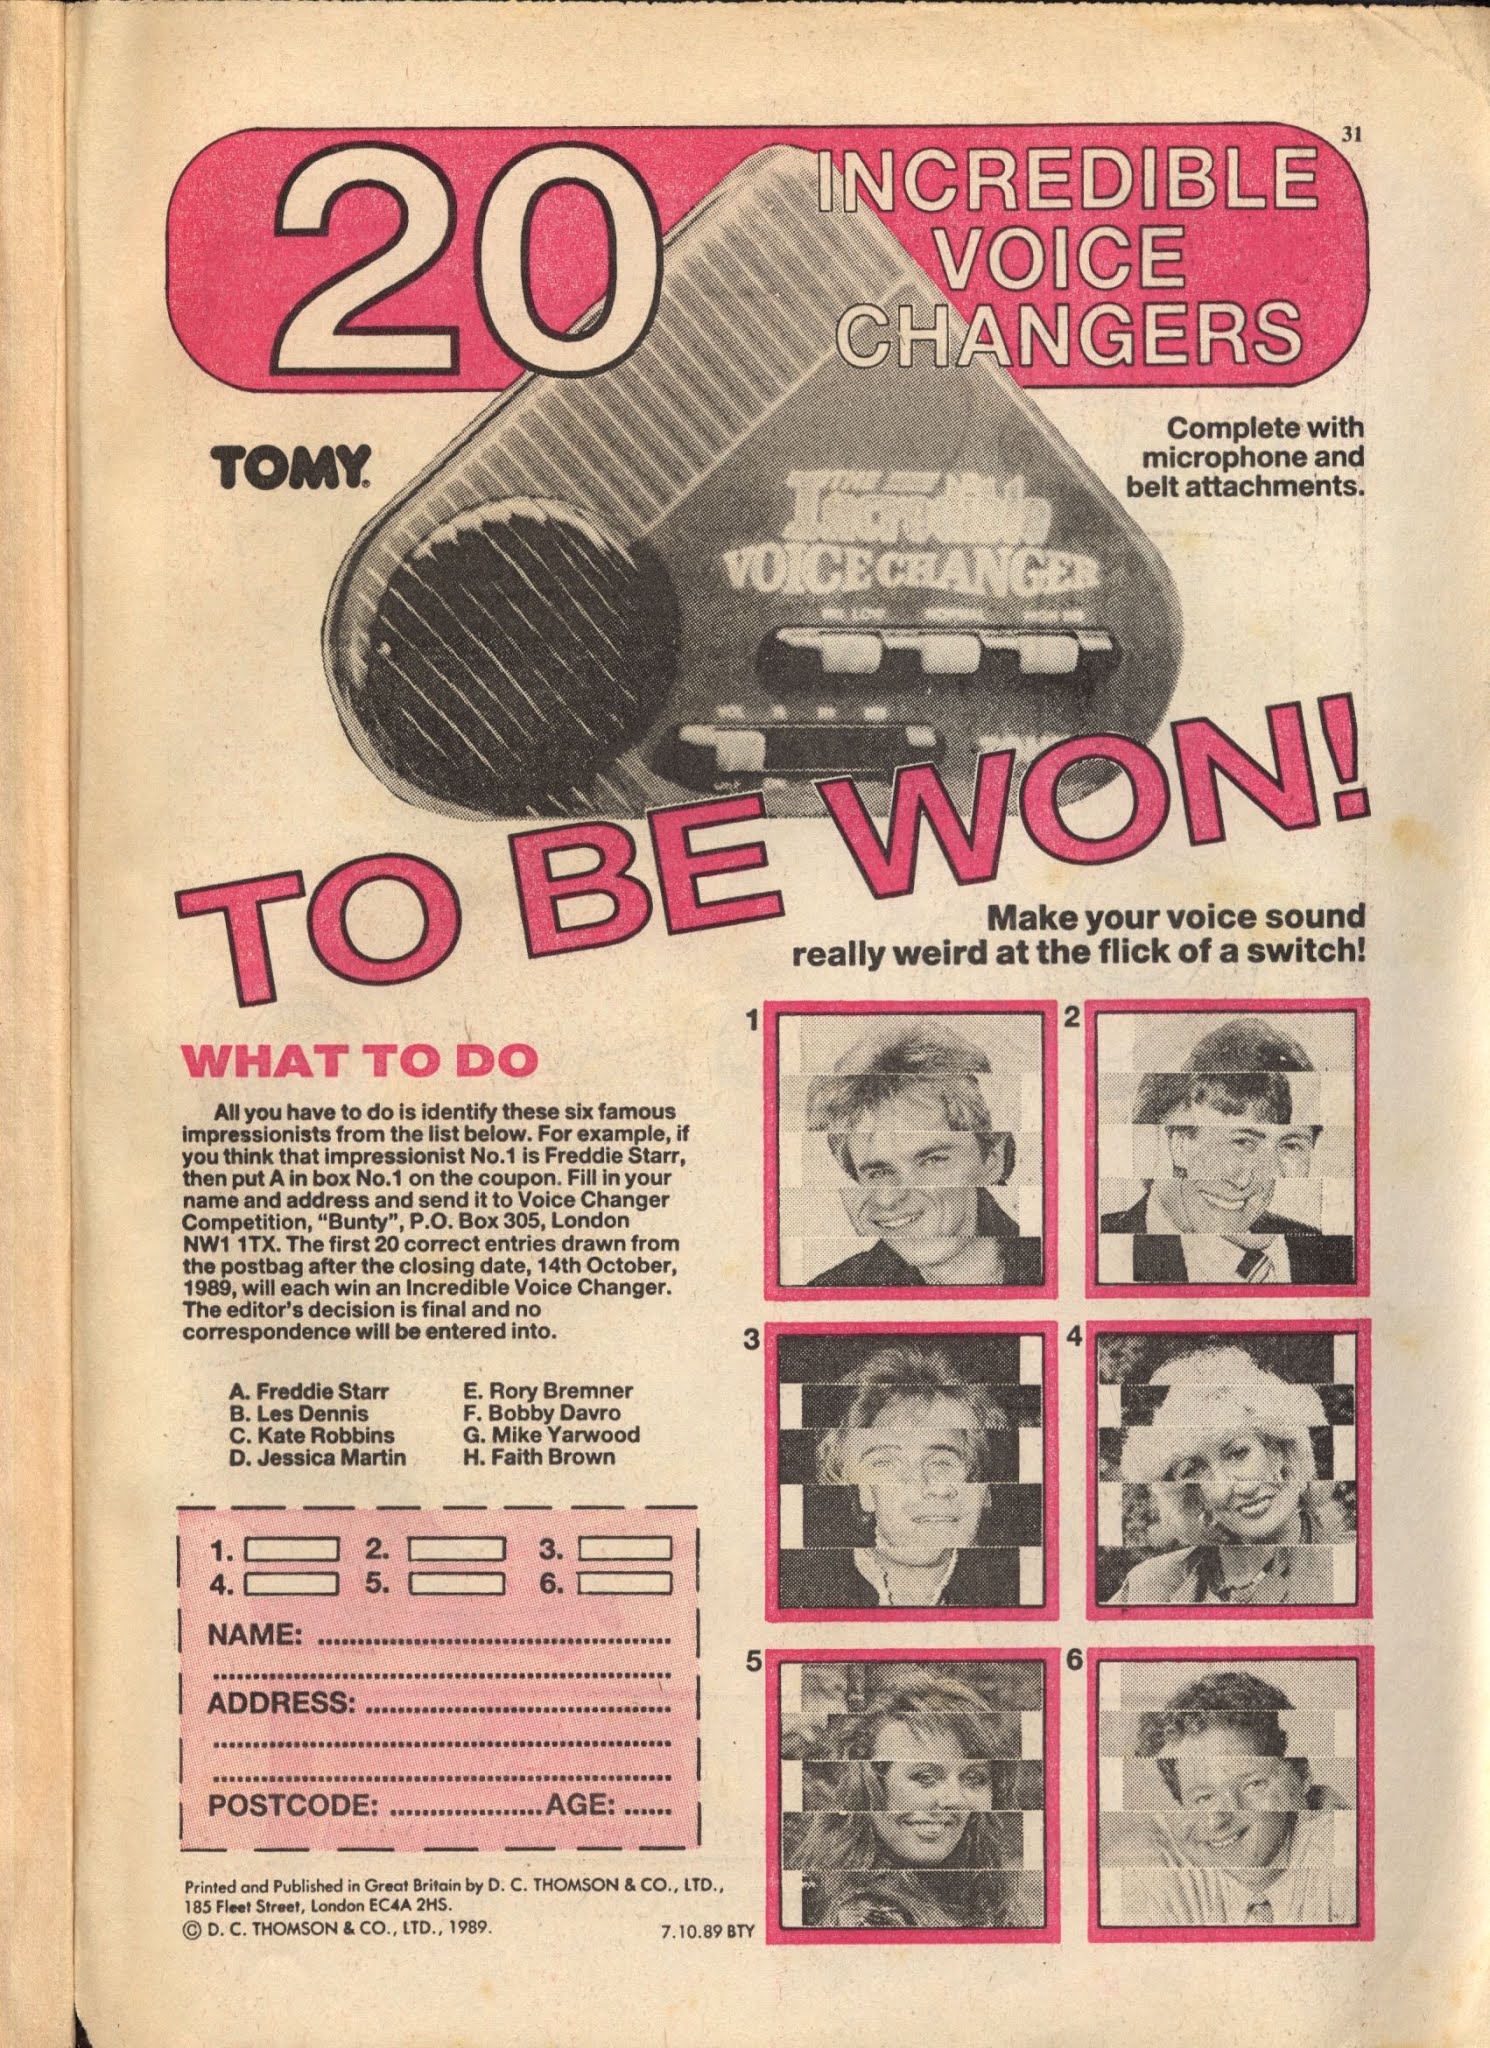 31
20
INCREDIBLE
VOICE
CHANGERS
TOMY.
Complete with
microphone and
belt attachments.
THE
Incredible
VOICE CHANGER
TO BE WON!
Make your voice sound
really weird at the flick of a switch!
WHAT TO DO
All you have to do is identify these six famous
impressionists from the list below. For example, if
you think that impressionist No.1 is Freddie Starr,
then put A in box No.1 on the coupon. Fill in your
name and address and send it to Voice Changer
Competition, “Bunty”, P.O. Box 305, London
NW1 1TX. The first 20 correct entries drawn from
the postbag after the closing date, 14th October,
1989, will each win an Incredible Voice Changer.
The editor's decision is final and no
correspondence will be entered into.
A. Freddie Starr
B. Les Dennis
C. Kate Robbins
D. Jessica Martin
E. Rory Bremner
F. Bobby Davro
G. Mike Yarwood
H. Faith Brown
1. 2. 3.
4. 5. 6.
NAME: ........................................
........................................
ADDRESS: ........................................
........................................
........................................
POSTCODE: ....................AGE: ......
1
2
3
4
5
6
Printed and Published in Great Britain by D. C. THOMSON & CO., LTD.,
185 Fleet Street, London EC4A 2HS.
© D. C. THOMSON & CO., LTD., 1989.
7.10.89 BTY